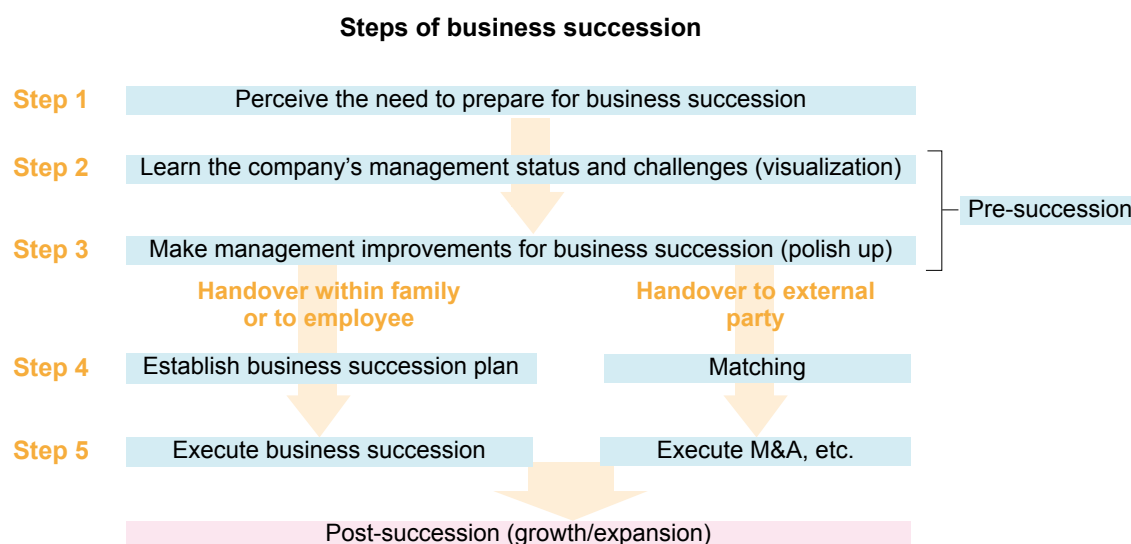 Steps of business succession
Step 1
Perceive the need to prepare for business succession
Step 2
Learn the company’s management status and challenges (visualization)
Pre-succession
Step 3
Make management improvements for business succession (polish up)
Handover within family
or to employee
Handover to external
party
Step 4
Establish business succession plan
Matching
Step 5
Execute business succession
Execute M&A, etc.
Post-succession (growth/expansion)